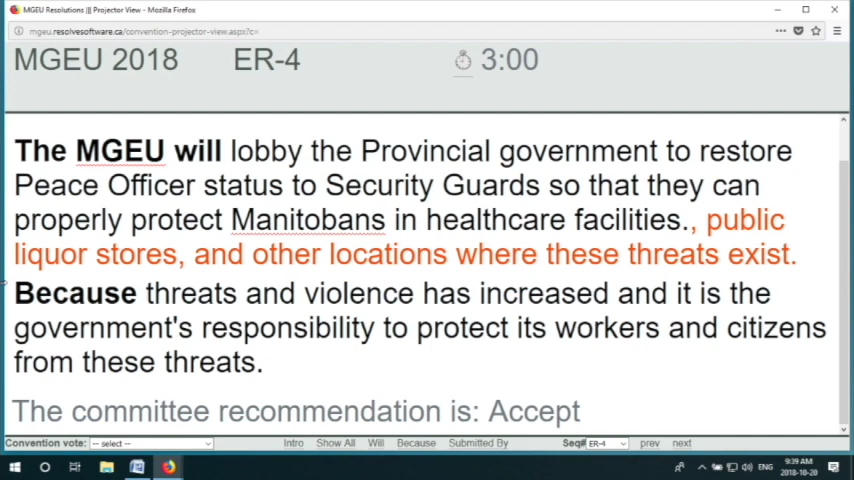 MGEU Resolutions ||| Projector View - Mozilla Firefox
mgeu.resolvesoftware.ca/convention-projector-view.aspx?c=
MGEU 2018 ER-4 3:00
The MGEU will lobby the Provincial government to restore
Peace Officer status to Security Guards so that they can
properly protect Manitobans in healthcare facilities., public
liquor stores, and other locations where these threats exist.
Because threats and violence has increased and it is the
government's responsibility to protect its workers and citizens
from these threats.
The committee recommendation is: Accept
Convention vote: -- select -- Intro Show All Will Because Submitted By Seq# ER-4 prev next
ENG 9:39 AM
2018-10-20